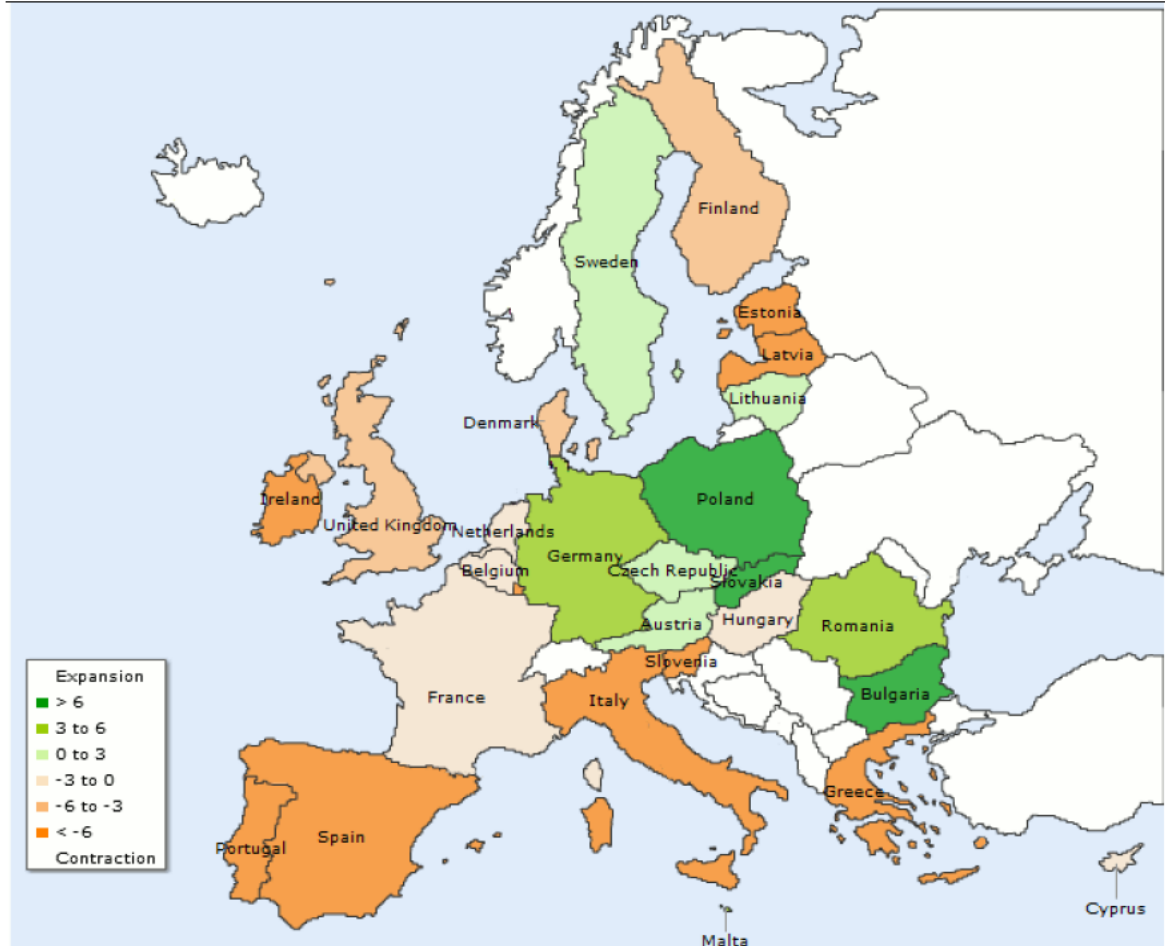 Finland
Sweden
Estonia
Latvia
Lithuania
Denmark
Ireland
United Kingdom
Netherlands
Poland
Belgium
Germany
Czech Republic
Slovakia
Austria
Hungary
Romania
Slovenia
France
Italy
Bulgaria
Greece
Portugal
Spain
Cyprus
Malta
Expansion
> 6
3 to 6
0 to 3
-3 to 0
-6 to -3
< -6
Contraction